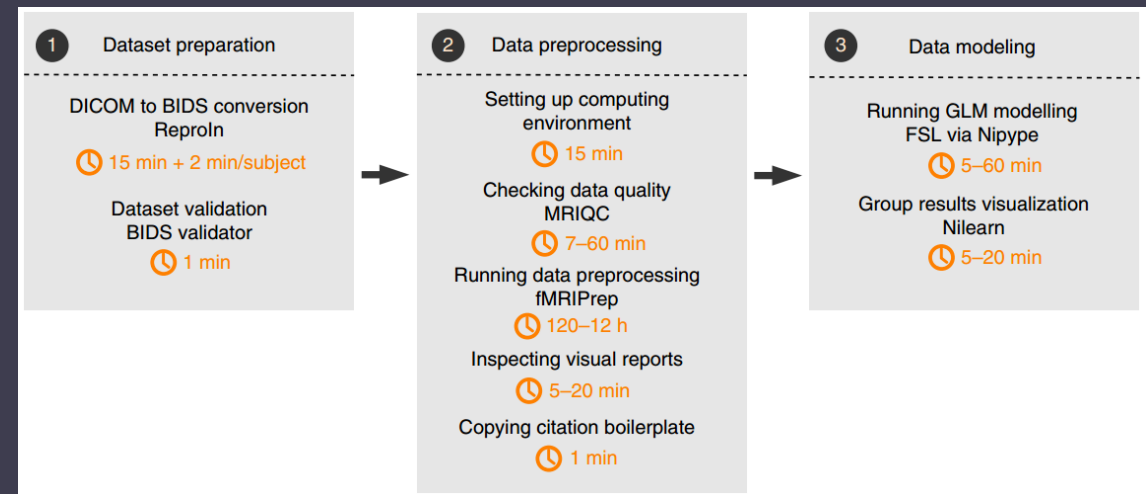 1 Dataset preparation
DICOM to BIDS conversion
ReproIn
15 min + 2 min/subject
Dataset validation
BIDS validator
1 min
2 Data preprocessing
Setting up computing
environment
15 min
Checking data quality
MRIQC
7–60 min
Running data preprocessing
fMRIPrep
120–12 h
Inspecting visual reports
5–20 min
Copying citation boilerplate
1 min
3 Data modeling
Running GLM modelling
FSL via Nipype
5–60 min
Group results visualization
Nilearn
5–20 min